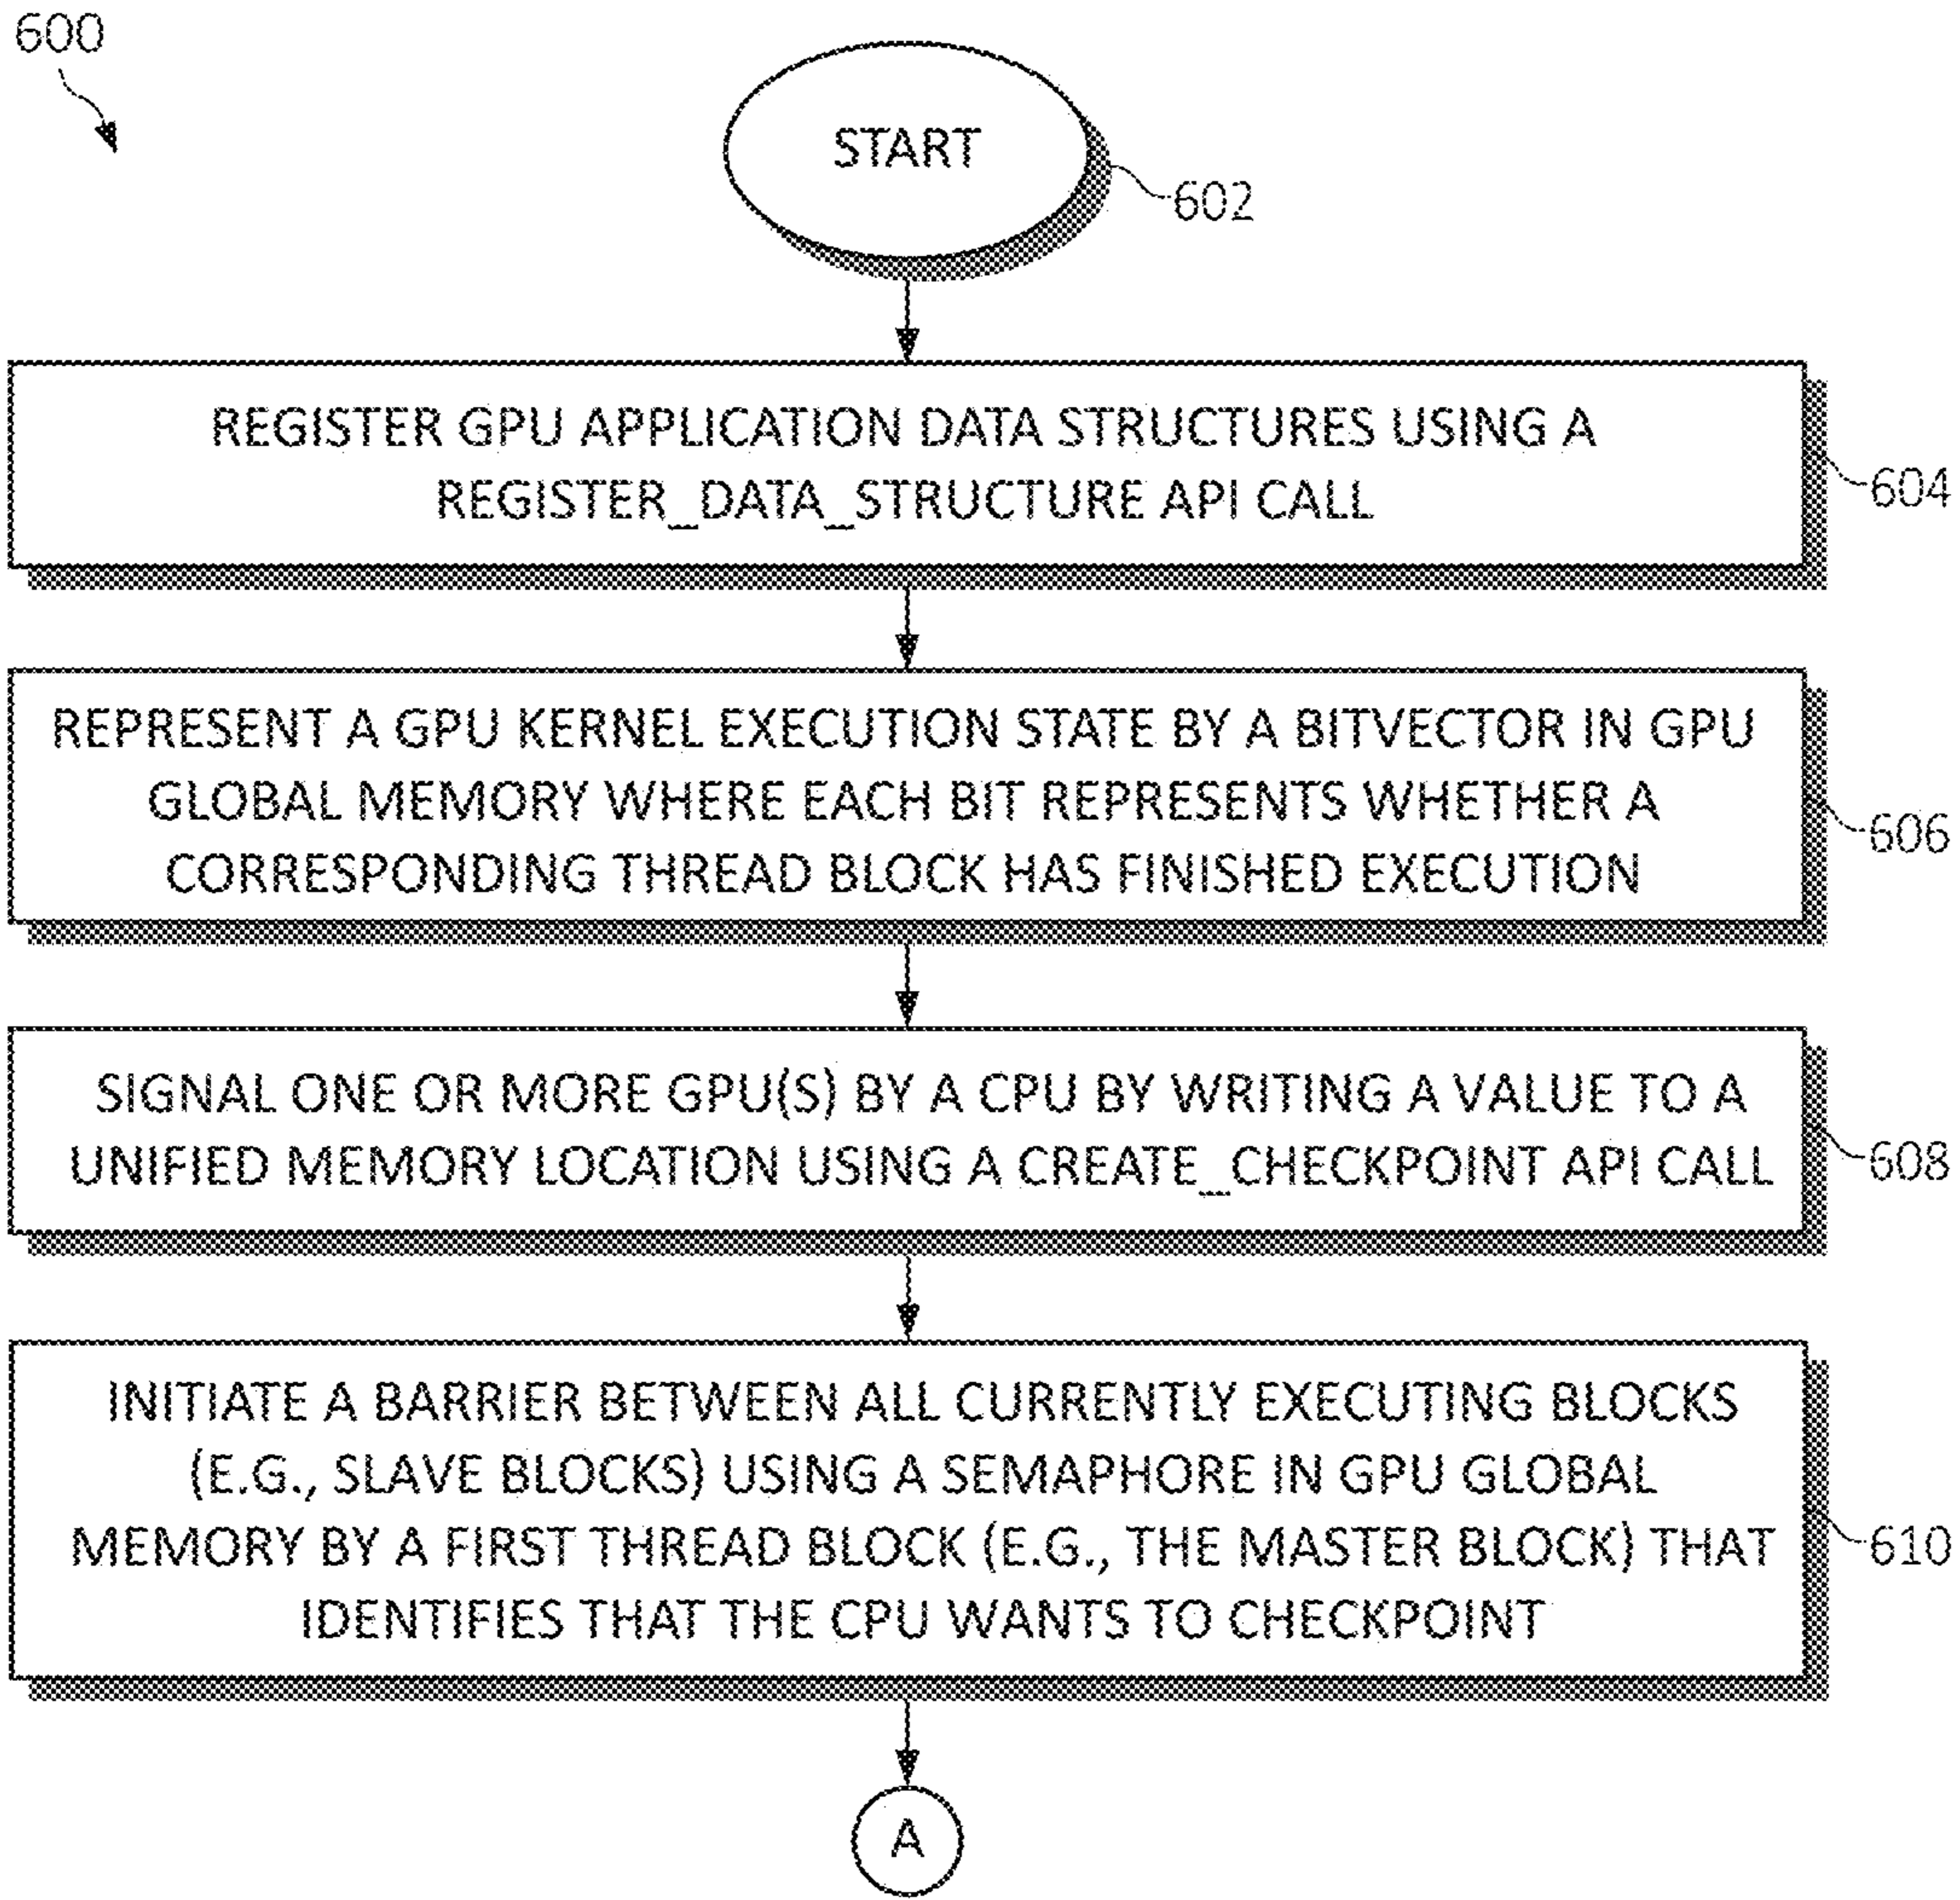 600
START
602
REGISTER GPU APPLICATION DATA STRUCTURES USING A
REGISTER_DATA_STRUCTURE API CALL
604
REPRESENT A GPU KERNEL EXECUTION STATE BY A BITVECTOR IN GPU
GLOBAL MEMORY WHERE EACH BIT REPRESENTS WHETHER A
CORRESPONDING THREAD BLOCK HAS FINISHED EXECUTION
606
SIGNAL ONE OR MORE GPU(S) BY A CPU BY WRITING A VALUE TO A
UNIFIED MEMORY LOCATION USING A CREATE_CHECKPOINT API CALL
608
INITIATE A BARRIER BETWEEN ALL CURRENTLY EXECUTING BLOCKS
(E.G., SLAVE BLOCKS) USING A SEMAPHORE IN GPU GLOBAL
MEMORY BY A FIRST THREAD BLOCK (E.G., THE MASTER BLOCK) THAT
IDENTIFIES THAT THE CPU WANTS TO CHECKPOINT
610
A